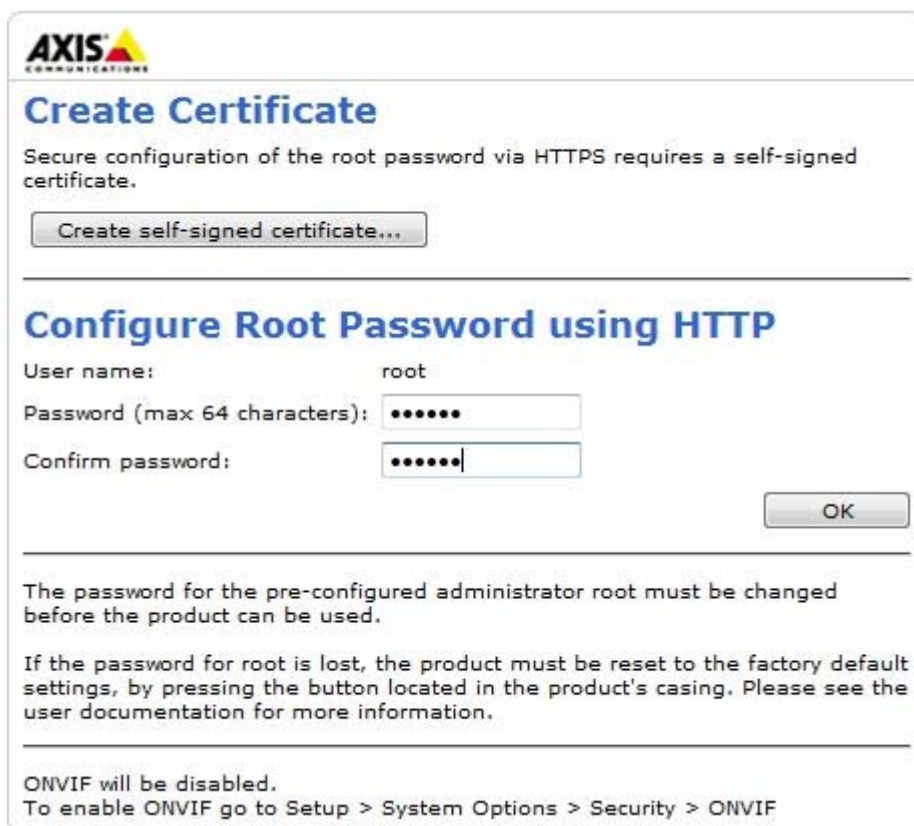 AXIS
COMMUNICATIONS
Create Certificate
Secure configuration of the root password via HTTPS requires a self-signed
certificate.
Create self-signed certificate...
Configure Root Password using HTTP
User name: root
Password (max 64 characters): ••••••
Confirm password: ••••••
OK
The password for the pre-configured administrator root must be changed
before the product can be used.
If the password for root is lost, the product must be reset to the factory default
settings, by pressing the button located in the product's casing. Please see the
user documentation for more information.
ONVIF will be disabled.
To enable ONVIF go to Setup > System Options > Security > ONVIF